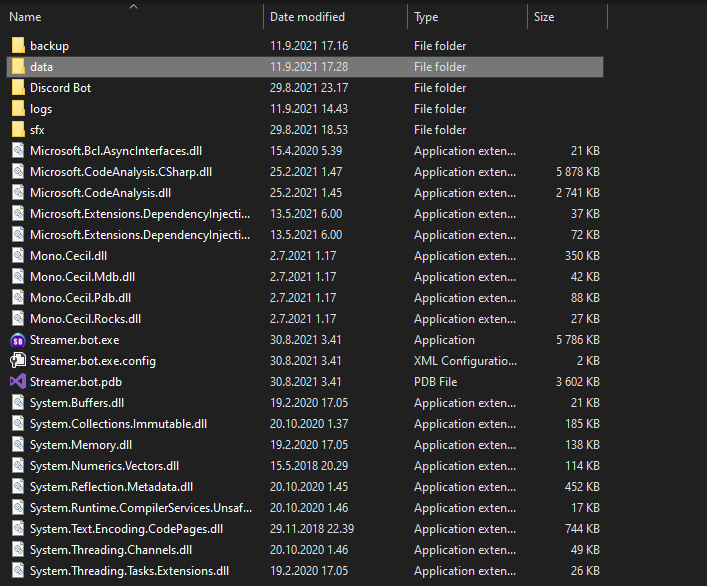 Name Date modified Type Size
backup 11.9.2021 17.16 File folder
data 11.9.2021 17.28 File folder
Discord Bot 29.8.2021 23.17 File folder
logs 11.9.2021 14.43 File folder
sfx 29.8.2021 18.53 File folder
Microsoft.Bcl.AsyncInterfaces.dll 15.4.2020 5.39 Application exten... 21 KB
Microsoft.CodeAnalysis.CSharp.dll 25.2.2021 1.47 Application exten... 5 878 KB
Microsoft.CodeAnalysis.dll 25.2.2021 1.45 Application exten... 2 741 KB
Microsoft.Extensions.DependencyInjecti... 13.5.2021 6.00 Application exten... 37 KB
Microsoft.Extensions.DependencyInjecti... 13.5.2021 6.00 Application exten... 72 KB
Mono.Cecil.dll 2.7.2021 1.17 Application exten... 350 KB
Mono.Cecil.Mdb.dll 2.7.2021 1.17 Application exten... 42 KB
Mono.Cecil.Pdb.dll 2.7.2021 1.17 Application exten... 88 KB
Mono.Cecil.Rocks.dll 2.7.2021 1.17 Application exten... 27 KB
SB Streamer.bot.exe 30.8.2021 3.41 Application 5 786 KB
Streamer.bot.exe.config 30.8.2021 3.41 XML Configuratio... 2 KB
Streamer.bot.pdb 30.8.2021 3.41 PDB File 3 602 KB
System.Buffers.dll 19.2.2020 17.05 Application exten... 21 KB
System.Collections.Immutable.dll 20.10.2020 1.37 Application exten... 185 KB
System.Memory.dll 19.2.2020 17.05 Application exten... 138 KB
System.Numerics.Vectors.dll 15.5.2018 20.29 Application exten... 114 KB
System.Reflection.Metadata.dll 20.10.2020 1.45 Application exten... 452 KB
System.Runtime.CompilerServices.Unsaf... 20.10.2020 1.46 Application exten... 17 KB
System.Text.Encoding.CodePages.dll 29.11.2018 22.39 Application exten... 744 KB
System.Threading.Channels.dll 20.10.2020 1.46 Application exten... 49 KB
System.Threading.Tasks.Extensions.dll 19.2.2020 17.05 Application exten... 26 KB